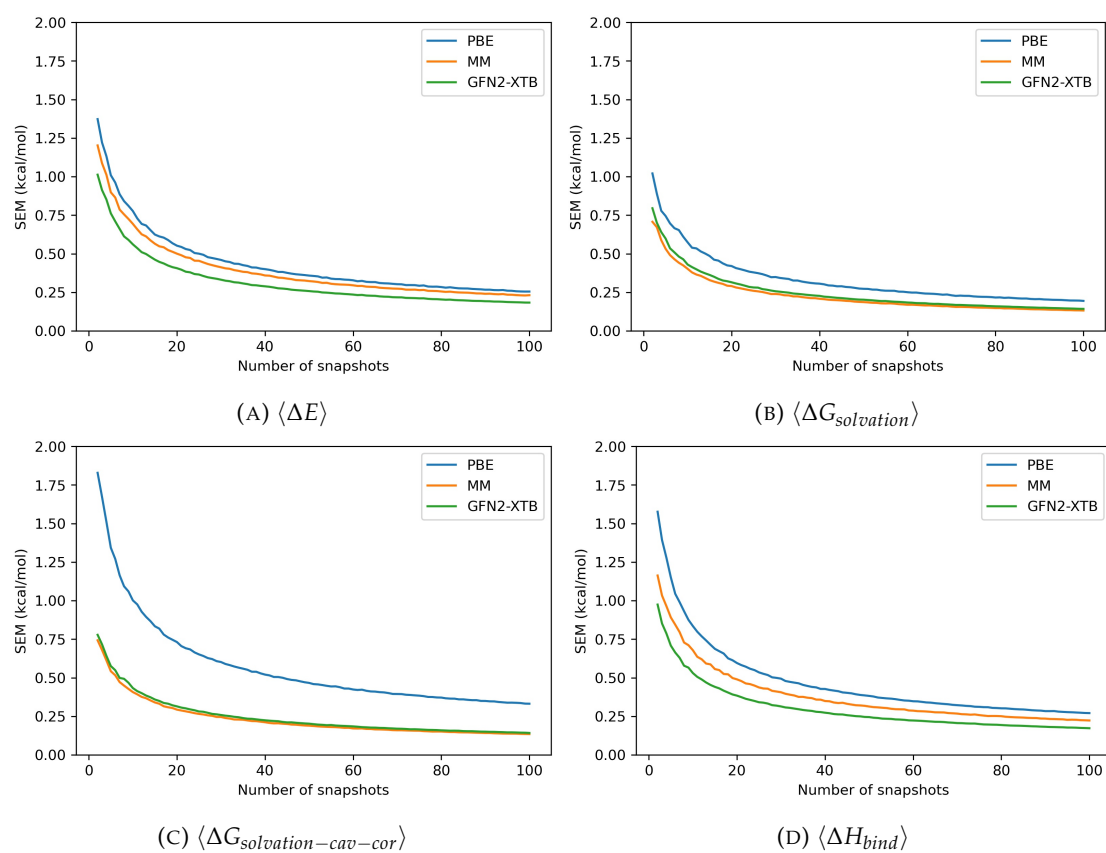 2.00
1.75
1.50
1.25
1.00
0.75
0.50
0.25
0.00
SEM (kcal/mol)
PBE
MM
GFN2-XTB
0 20 40 60 80 100
Number of snapshots
(A) ⟨ΔE⟩
2.00
1.75
1.50
1.25
1.00
0.75
0.50
0.25
0.00
SEM (kcal/mol)
PBE
MM
GFN2-XTB
0 20 40 60 80 100
Number of snapshots
(B) ⟨ΔG_solvation⟩
2.00
1.75
1.50
1.25
1.00
0.75
0.50
0.25
0.00
SEM (kcal/mol)
PBE
MM
GFN2-XTB
0 20 40 60 80 100
Number of snapshots
(C) ⟨ΔG_solvation−cav−cor⟩
2.00
1.75
1.50
1.25
1.00
0.75
0.50
0.25
0.00
SEM (kcal/mol)
PBE
MM
GFN2-XTB
0 20 40 60 80 100
Number of snapshots
(D) ⟨ΔH_bind⟩